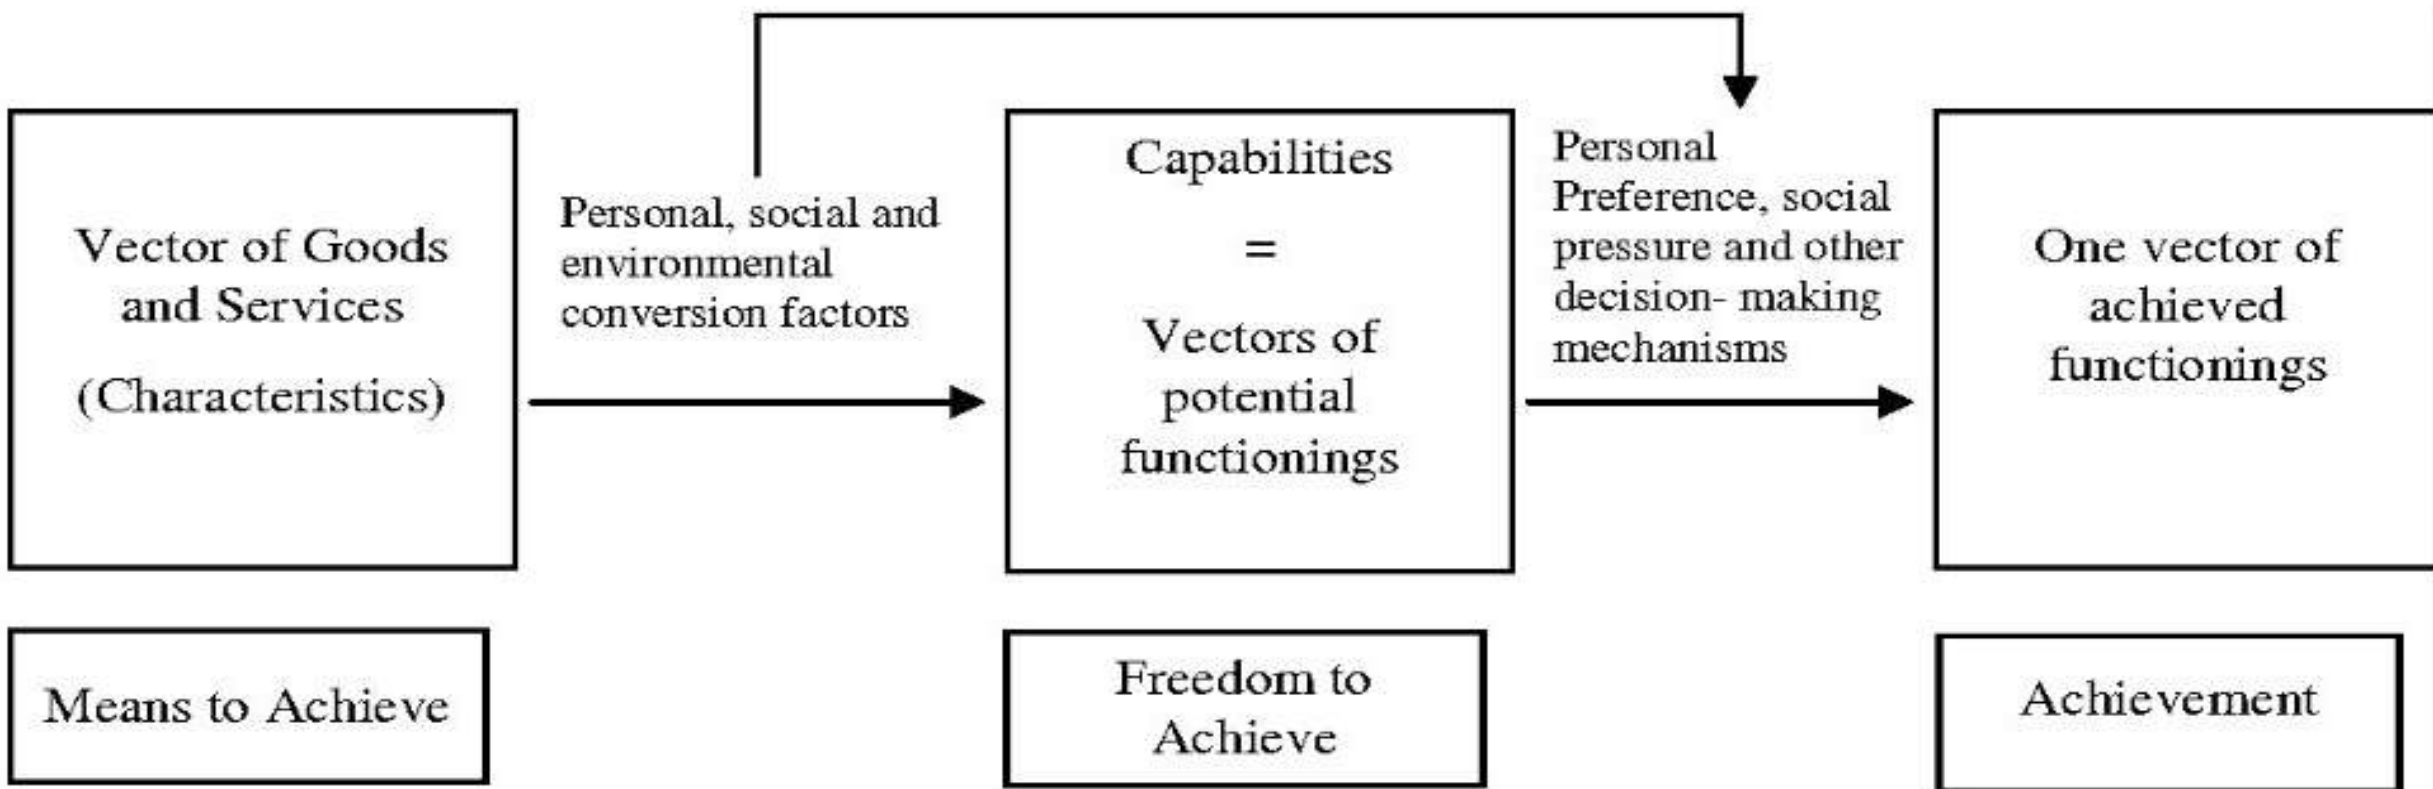 Vector of Goods
and Services
(Characteristics)
Personal, social and
environmental
conversion factors
Capabilities
=
Vectors of
potential
functionings
Personal
Preference, social
pressure and other
decision- making
mechanisms
One vector of
achieved
functionings
Means to Achieve
Freedom to
Achieve
Achievement